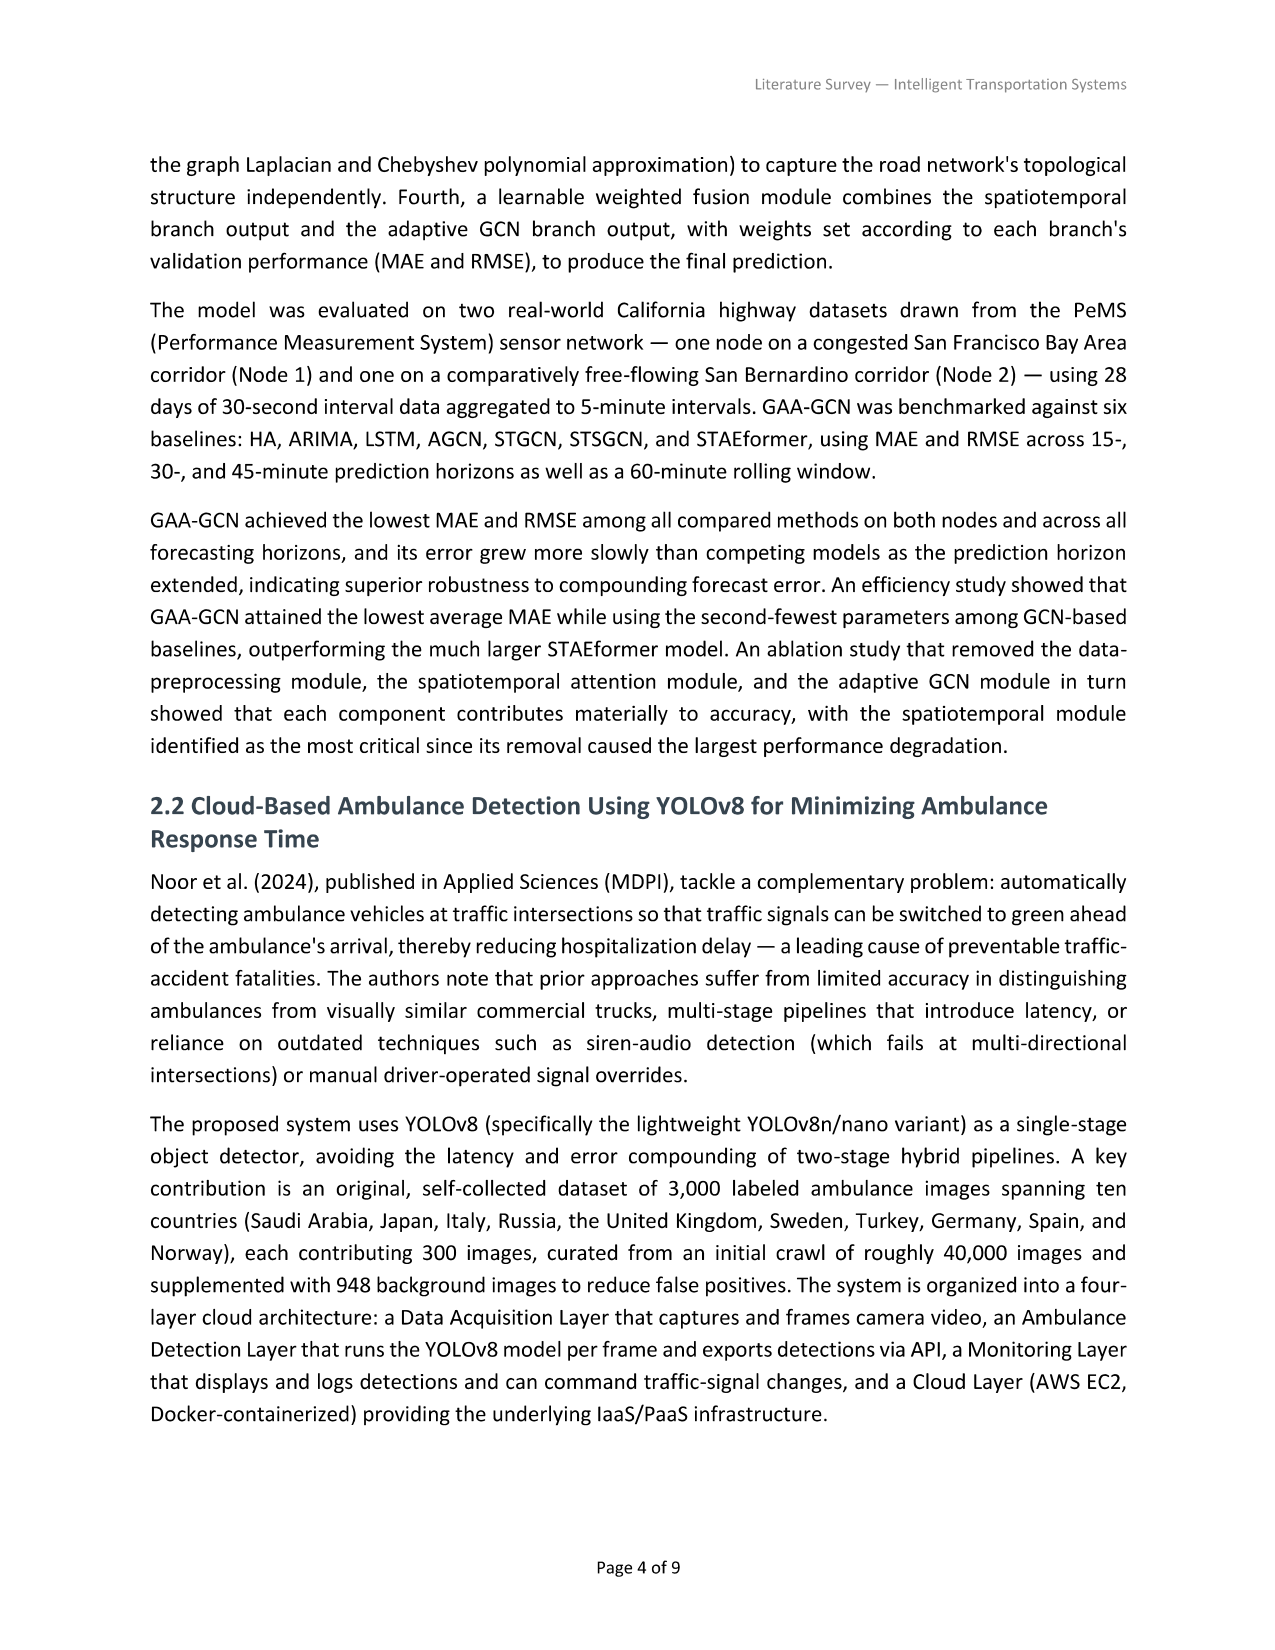 Literature Survey — Intelligent Transportation Systems
the graph Laplacian and Chebyshev polynomial approximation) to capture the road network's topological
structure independently. Fourth, a learnable weighted fusion module combines the spatiotemporal
branch output and the adaptive GCN branch output, with weights set according to each branch's
validation performance (MAE and RMSE), to produce the final prediction.
The model was evaluated on two real-world California highway datasets drawn from the PeMS
(Performance Measurement System) sensor network — one node on a congested San Francisco Bay Area
corridor (Node 1) and one on a comparatively free-flowing San Bernardino corridor (Node 2) — using 28
days of 30-second interval data aggregated to 5-minute intervals. GAA-GCN was benchmarked against six
baselines: HA, ARIMA, LSTM, AGCN, STGCN, STSGCN, and STAEformer, using MAE and RMSE across 15-,
30-, and 45-minute prediction horizons as well as a 60-minute rolling window.
GAA-GCN achieved the lowest MAE and RMSE among all compared methods on both nodes and across all
forecasting horizons, and its error grew more slowly than competing models as the prediction horizon
extended, indicating superior robustness to compounding forecast error. An efficiency study showed that
GAA-GCN attained the lowest average MAE while using the second-fewest parameters among GCN-based
baselines, outperforming the much larger STAEformer model. An ablation study that removed the data-
preprocessing module, the spatiotemporal attention module, and the adaptive GCN module in turn
showed that each component contributes materially to accuracy, with the spatiotemporal module
identified as the most critical since its removal caused the largest performance degradation.
2.2 Cloud-Based Ambulance Detection Using YOLOv8 for Minimizing Ambulance
Response Time
Noor et al. (2024), published in Applied Sciences (MDPI), tackle a complementary problem: automatically
detecting ambulance vehicles at traffic intersections so that traffic signals can be switched to green ahead
of the ambulance's arrival, thereby reducing hospitalization delay — a leading cause of preventable traffic-
accident fatalities. The authors note that prior approaches suffer from limited accuracy in distinguishing
ambulances from visually similar commercial trucks, multi-stage pipelines that introduce latency, or
reliance on outdated techniques such as siren-audio detection (which fails at multi-directional
intersections) or manual driver-operated signal overrides.
The proposed system uses YOLOv8 (specifically the lightweight YOLOv8n/nano variant) as a single-stage
object detector, avoiding the latency and error compounding of two-stage hybrid pipelines. A key
contribution is an original, self-collected dataset of 3,000 labeled ambulance images spanning ten
countries (Saudi Arabia, Japan, Italy, Russia, the United Kingdom, Sweden, Turkey, Germany, Spain, and
Norway), each contributing 300 images, curated from an initial crawl of roughly 40,000 images and
supplemented with 948 background images to reduce false positives. The system is organized into a four-
layer cloud architecture: a Data Acquisition Layer that captures and frames camera video, an Ambulance
Detection Layer that runs the YOLOv8 model per frame and exports detections via API, a Monitoring Layer
that displays and logs detections and can command traffic-signal changes, and a Cloud Layer (AWS EC2,
Docker-containerized) providing the underlying IaaS/PaaS infrastructure.
Page 4 of 9